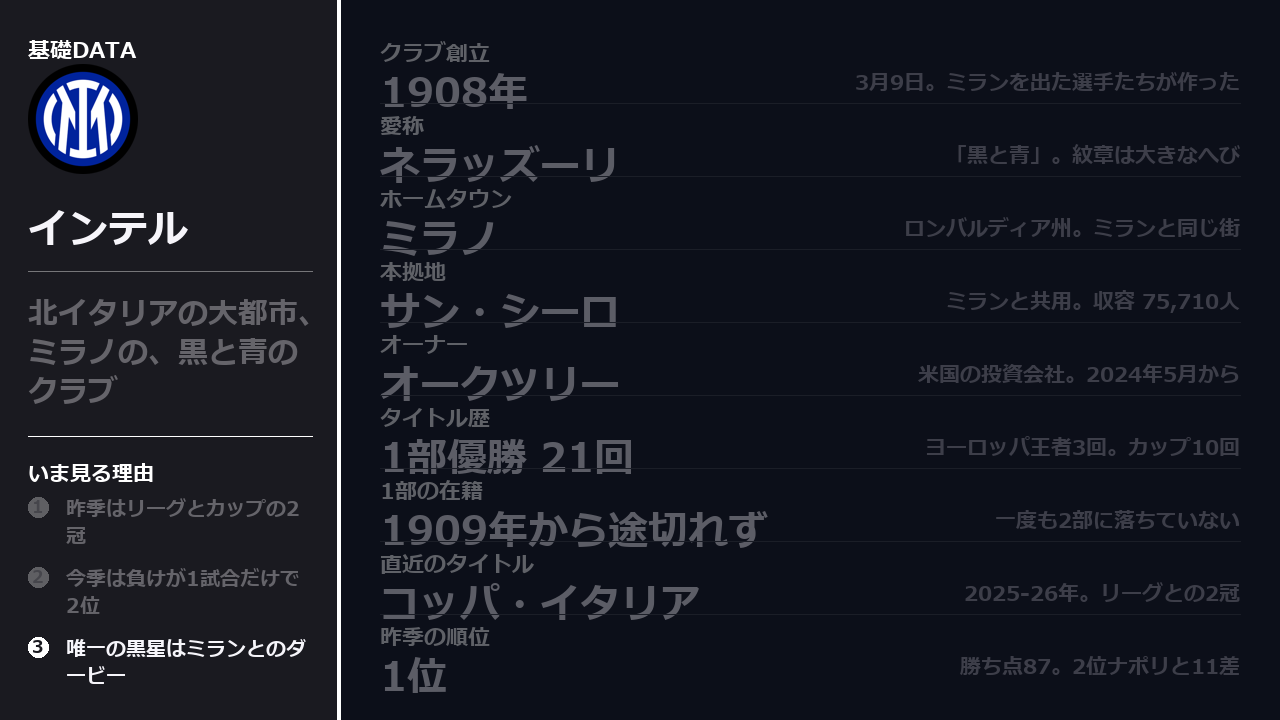 基礎DATA
インテル
北イタリアの大都市、
ミラノの、黒と青の
クラブ
いま見る理由
1 昨季はリーグとカップの2
冠
2 今季は負けが1試合だけで
2位
3 唯一の黒星はミランとのダ
ービー
クラブ創立
1908年 3月9日。ミランを出た選手たちが作った
愛称
ネラッズーリ 「黒と青」。紋章は大きなへび
ホームタウン
ミラノ ロンバルディア州。ミランと同じ街
本拠地
サン・シーロ ミランと共用。収容 75,710人
オーナー
オークツリー 米国の投資会社。2024年5月から
タイトル歴
1部優勝 21回 ヨーロッパ王者3回。カップ10回
1部の在籍
1909年から途切れず 一度も2部に落ちていない
直近のタイトル
コッパ・イタリア 2025-26年。リーグとの2冠
昨季の順位
1位 勝ち点87。2位ナポリと11差